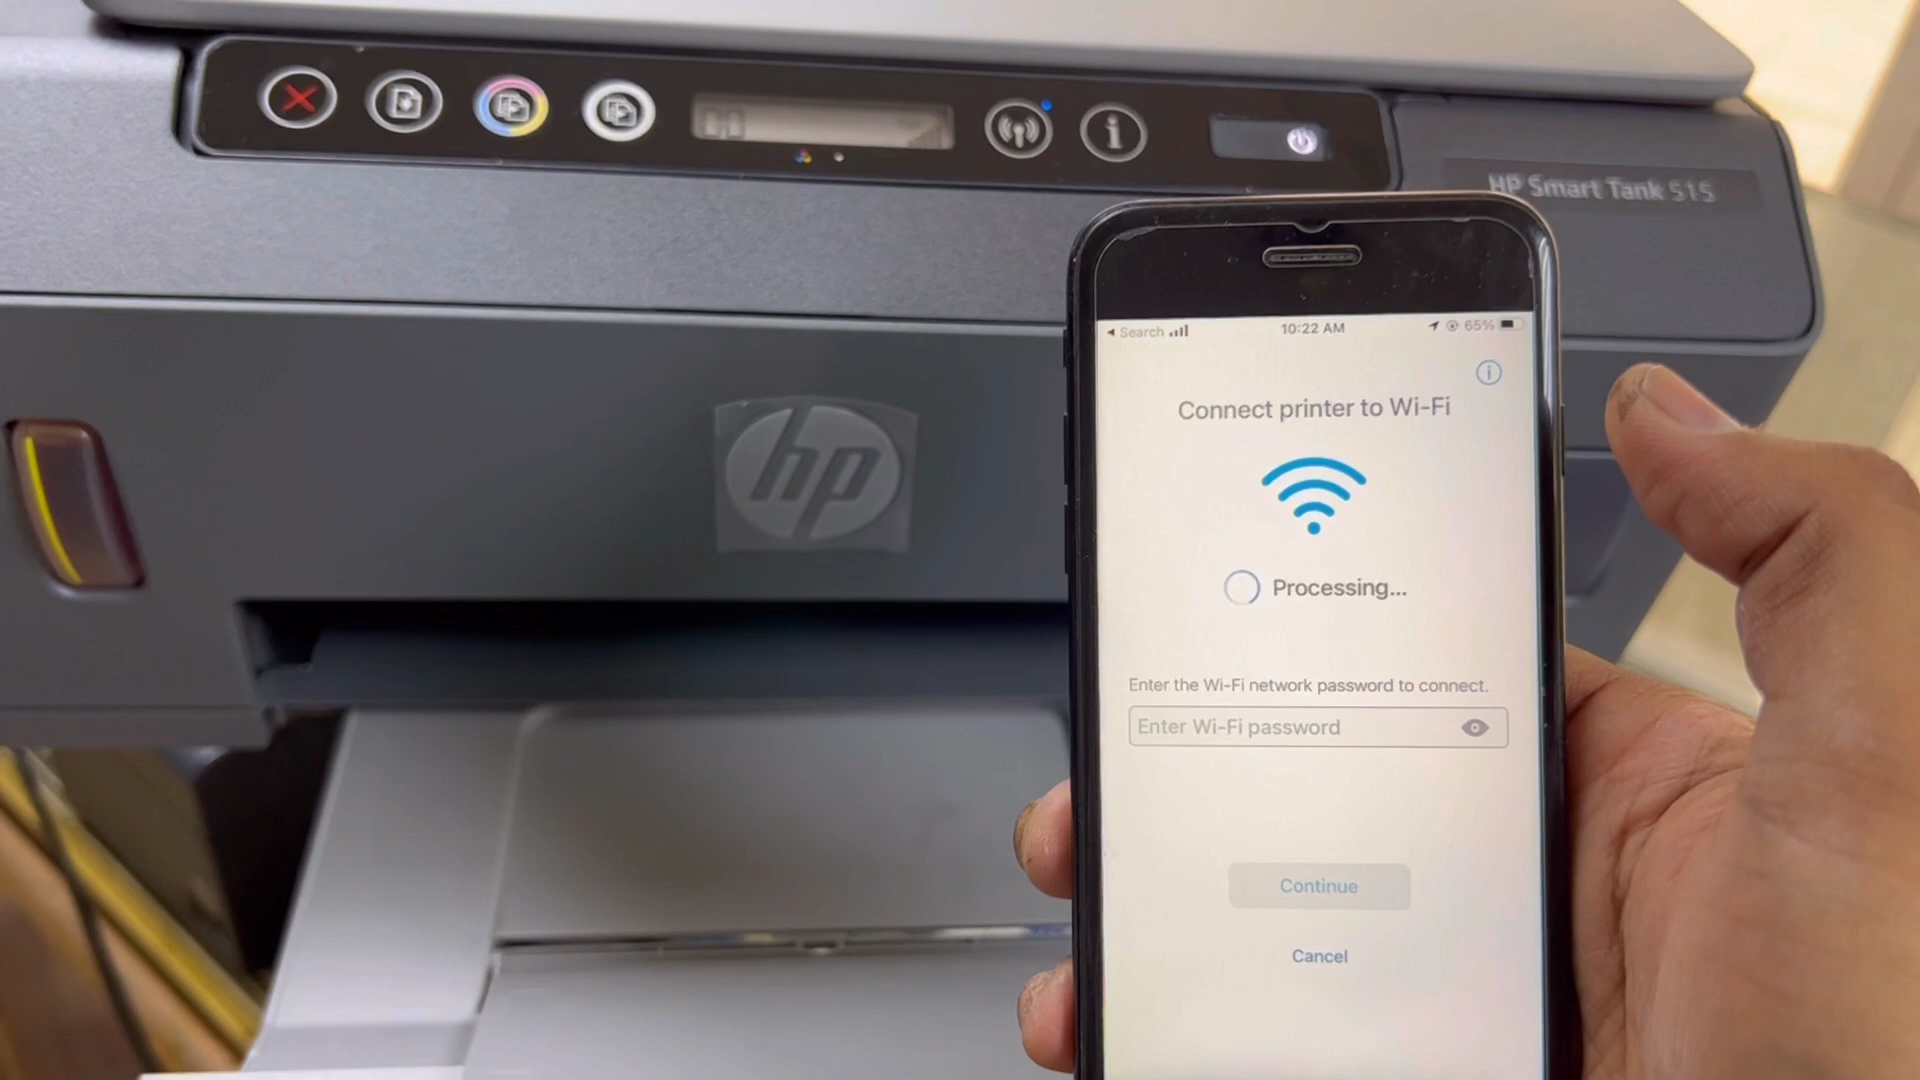 HP Smart Tank 515
hp
Search 10:22 AM 65%
Connect printer to Wi-Fi
Processing...
Enter the Wi-Fi network password to connect.
Enter Wi-Fi password
Continue
Cancel